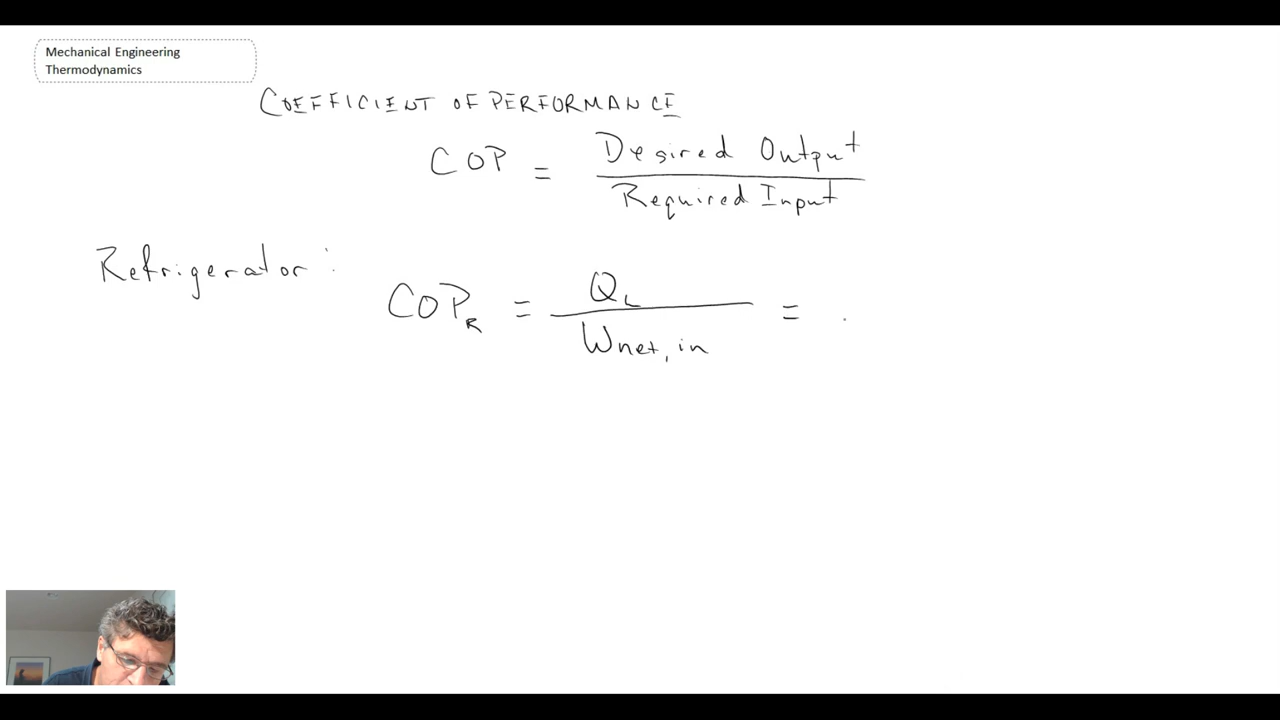 Mechanical Engineering
Thermodynamics
COEFFICIENT OF PERFORMANCE
COP = Desired Output / Required Input
Refrigerator:
COP_R = Q_L / W_net, in =